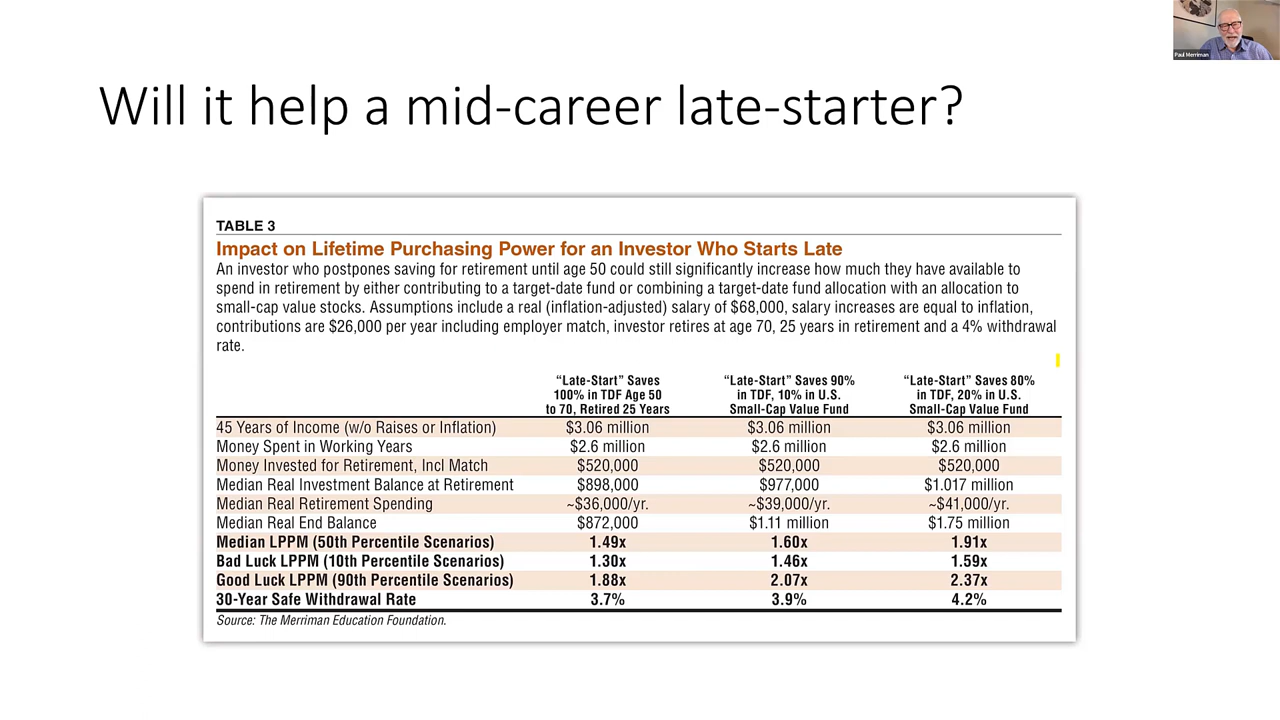 Paul Merriman
Will it help a mid-career late-starter?
TABLE 3
Impact on Lifetime Purchasing Power for an Investor Who Starts Late
An investor who postpones saving for retirement until age 50 could still significantly increase how much they have available to
spend in retirement by either contributing to a target-date fund or combining a target-date fund allocation with an allocation to
small-cap value stocks. Assumptions include a real (inflation-adjusted) salary of $68,000, salary increases are equal to inflation,
contributions are $26,000 per year including employer match, investor retires at age 70, 25 years in retirement and a 4% withdrawal
rate.
“Late-Start” Saves “Late-Start” Saves 90% “Late-Start” Saves 80%
100% in TDF Age 50 in TDF, 10% in U.S. in TDF, 20% in U.S.
to 70, Retired 25 Years Small-Cap Value Fund Small-Cap Value Fund
45 Years of Income (w/o Raises or Inflation) $3.06 million $3.06 million $3.06 million
Money Spent in Working Years $2.6 million $2.6 million $2.6 million
Money Invested for Retirement, Incl Match $520,000 $520,000 $520,000
Median Real Investment Balance at Retirement $898,000 $977,000 $1.017 million
Median Real Retirement Spending ~$36,000/yr. ~$39,000/yr. ~$41,000/yr.
Median Real End Balance $872,000 $1.11 million $1.75 million
Median LPPM (50th Percentile Scenarios) 1.49x 1.60x 1.91x
Bad Luck LPPM (10th Percentile Scenarios) 1.30x 1.46x 1.59x
Good Luck LPPM (90th Percentile Scenarios) 1.88x 2.07x 2.37x
30-Year Safe Withdrawal Rate 3.7% 3.9% 4.2%
Source: The Merriman Education Foundation.